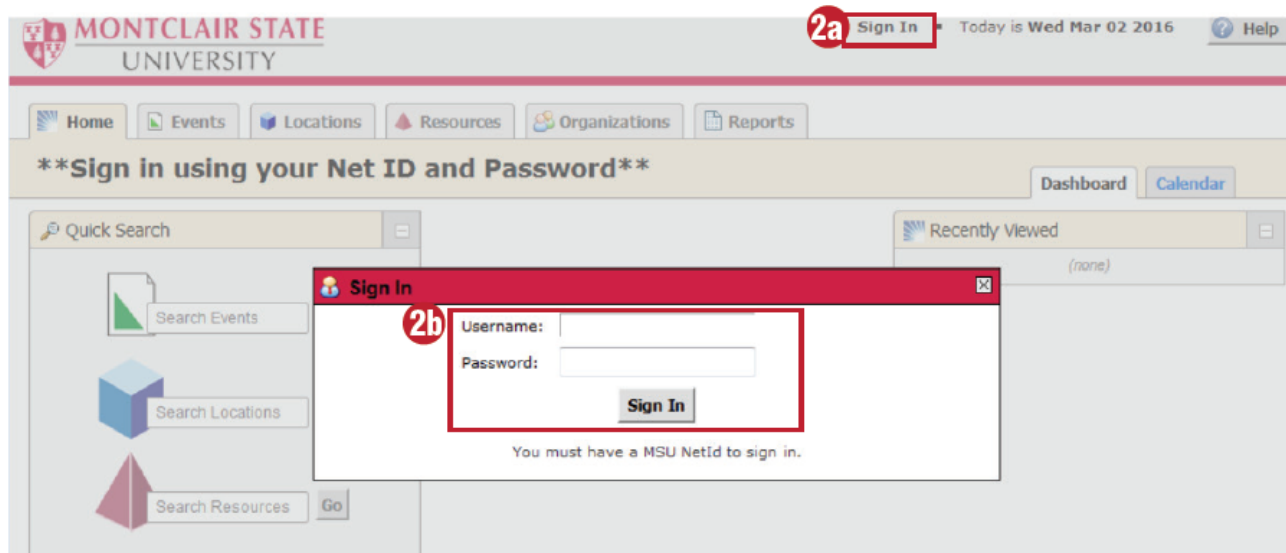 MONTCLAIR STATE
UNIVERSITY
2a Sign In ▪ Today is Wed Mar 02 2016 Help
Home Events Locations Resources Organizations Reports
**Sign in using your Net ID and Password**
Dashboard Calendar
Quick Search
Recently Viewed
(none)
Sign In
Search Events
2b Username:
Password:
Search Locations
Sign In
You must have a MSU NetId to sign in.
Search Resources Go